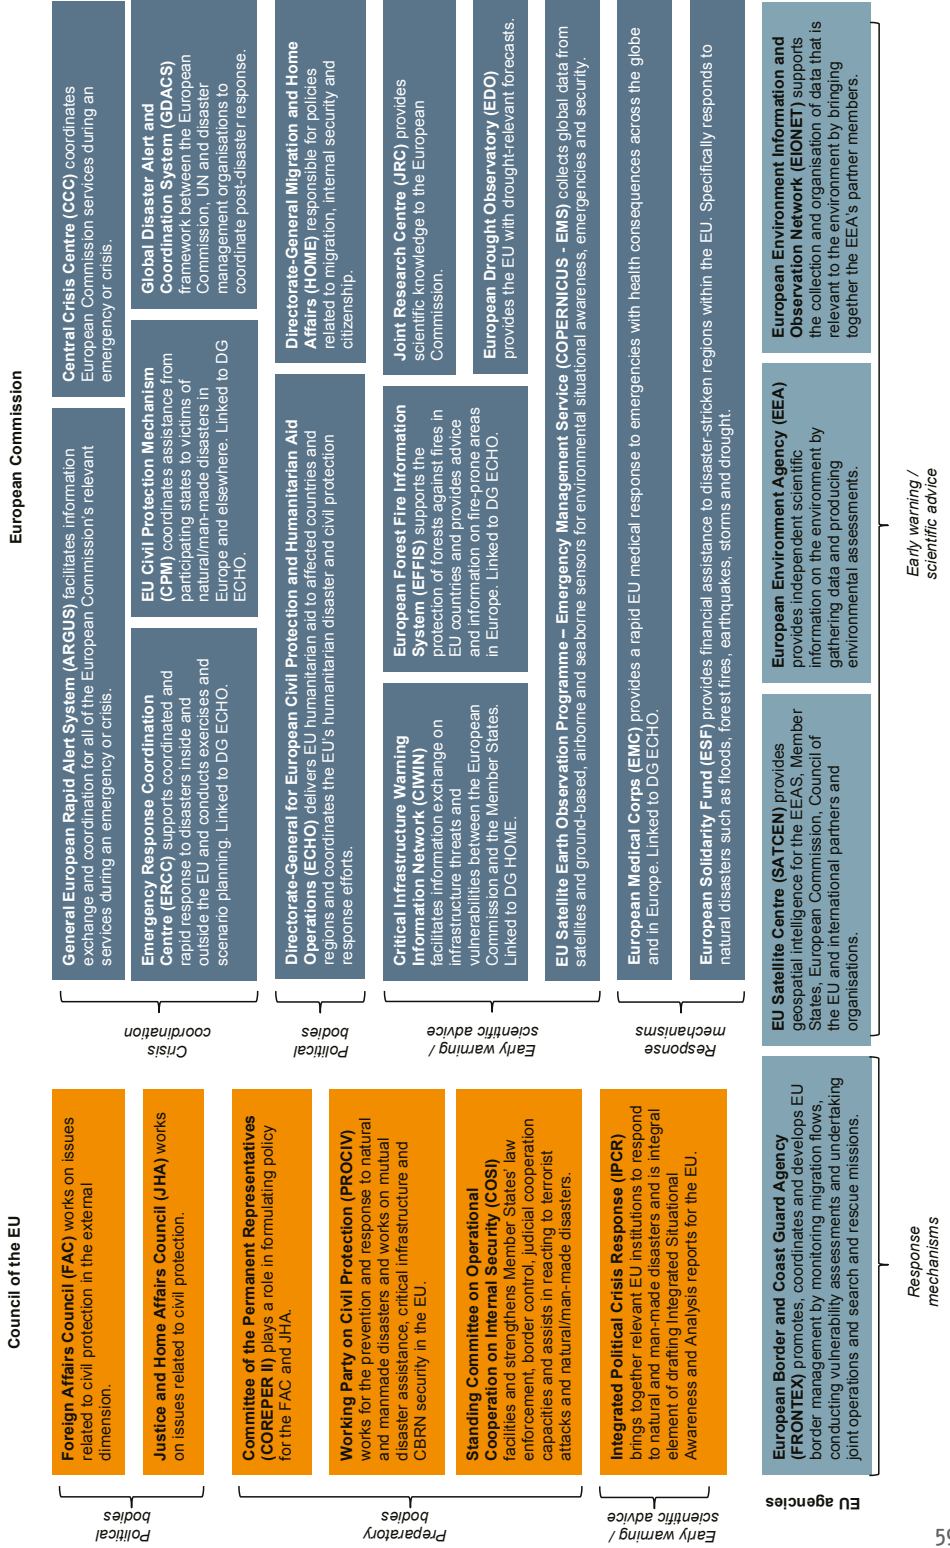 Council of the EU
Political
bodies
Foreign Affairs Council (FAC) works on issues
related to civil protection in the external
dimension.
Justice and Home Affairs Council (JHA) works
on issues related to civil protection.
Preparatory
bodies
Committee of the Permanent Representatives
(COREPER II) plays a role in formulating policy
for the FAC and JHA.
Working Party on Civil Protection (PROCIV)
works for the prevention and response to natural
and manmade disasters and works on mutual
disaster assistance, critical infrastructure and
CBRN security in the EU.
Standing Committee on Operational
Cooperation on Internal Security (COSI)
facilities and strengthens Member States' law
enforcement, border control, judicial cooperation
capacities and assists in reacting to terrorist
attacks and natural/man-made disasters.
Early warning /
scientific advice
Integrated Political Crisis Response (IPCR)
brings together relevant EU institutions to respond
to natural and man-made disasters and is integral
element of drafting Integrated Situational
Awareness and Analysis reports for the EU.
European Commission
Crisis
coordination
General European Rapid Alert System (ARGUS) facilitates information
exchange and coordination for all of the European Commission's relevant
services during an emergency or crisis.
Central Crisis Centre (CCC) coordinates
European Commission services during an
emergency or crisis.
Emergency Response Coordination
Centre (ERCC) supports coordinated and
rapid response to disasters inside and
outside the EU and conducts exercises and
scenario planning. Linked to DG ECHO.
EU Civil Protection Mechanism
(CPM) coordinates assistance from
participating states to victims of
natural/man-made disasters in
Europe and elsewhere. Linked to DG
ECHO.
Global Disaster Alert and
Coordination System (GDACS)
framework between the European
Commission, UN and disaster
management organisations to
coordinate post-disaster response.
Political
bodies
Directorate-General for European Civil Protection and Humanitarian Aid
Operations (ECHO) delivers EU humanitarian aid to affected countries and
regions and coordinates the EU's humanitarian disaster and civil protection
response efforts.
Directorate-General Migration and Home
Affairs (HOME) responsible for policies
related to migration, internal security and
citizenship.
Early warning /
scientific advice
Critical Infrastructure Warning
Information Network (CIWIN)
facilitates information exchange on
infrastructure threats and
vulnerabilities between the European
Commission and the Member States.
Linked to DG HOME.
European Forest Fire Information
System (EFFIS) supports the
protection of forests against fires in
EU countries and provides advice
and information on fire-prone areas
in Europe. Linked to DG ECHO.
Joint Research Centre (JRC) provides
scientific knowledge to the European
Commission.
European Drought Observatory (EDO)
provides the EU with drought-relevant forecasts.
EU Satellite Earth Observation Programme – Emergency Management Service (COPERNICUS - EMS) collects global data from
satellites and ground-based, airborne and seaborne sensors for environmental situational awareness, emergencies and security.
Response
mechanisms
European Medical Corps (EMC) provides a rapid EU medical response to emergencies with health consequences across the globe
and in Europe. Linked to DG ECHO.
European Solidarity Fund (ESF) provides financial assistance to disaster-stricken regions within the EU. Specifically responds to
natural disasters such as floods, forest fires, earthquakes, storms and drought.
EU agencies
European Border and Coast Guard Agency
(FRONTEX) promotes, coordinates and develops EU
border management by monitoring migration flows,
conducting vulnerability assessments and undertaking
joint operations and search and rescue missions.
EU Satellite Centre (SATCEN) provides
geospatial intelligence for the EEAS, Member
States, European Commission, Council of
the EU and international partners and
organisations.
European Environment Agency (EEA)
provides independent scientific
information on the environment by
gathering data and producing
environmental assessments.
European Environment Information and
Observation Network (EIONET) supports
the collection and organisation of data that is
relevant to the environment by bringing
together the EEA's partner members.
Response
mechanisms
Early warning /
scientific advice
59